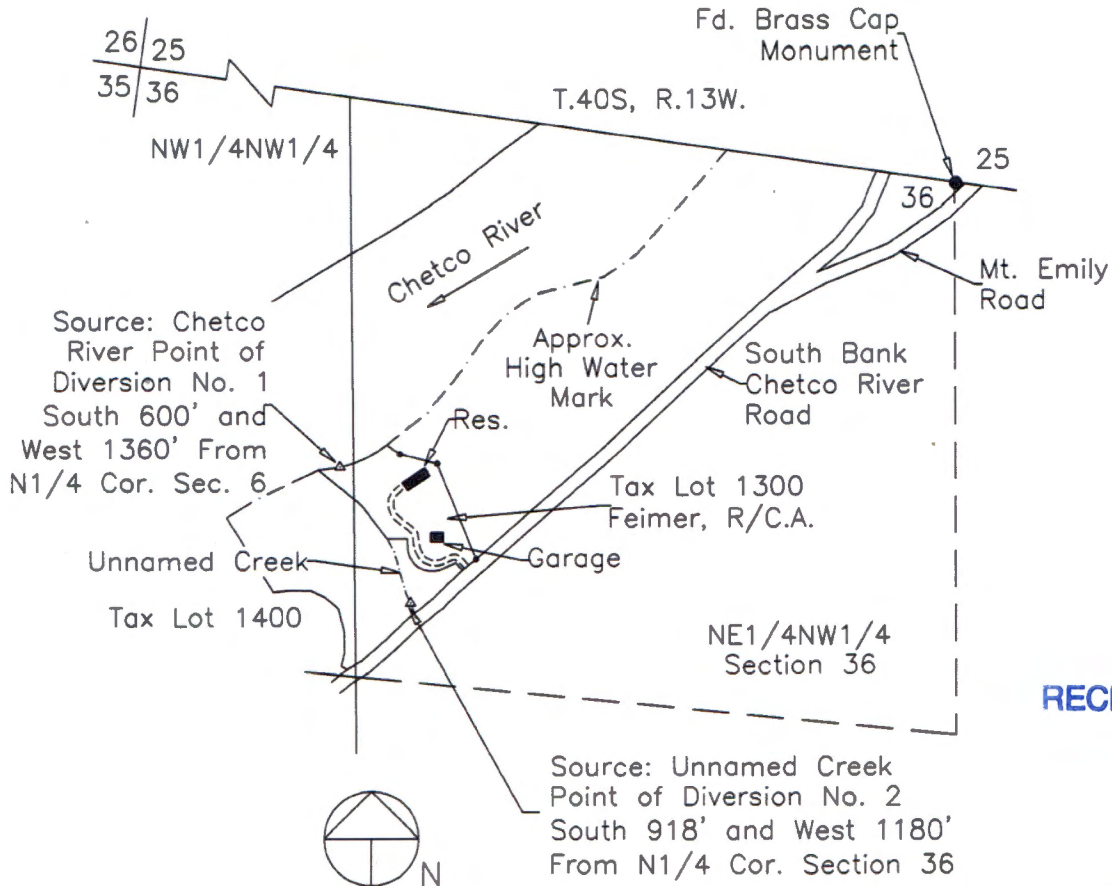 Fd. Brass Cap
Monument
26 25
35 36
T.40S, R.13W.
NW1/4NW1/4
25
36
Chetco River
Mt. Emily
Road
Source: Chetco
River Point of
Diversion No. 1
South 600' and
West 1360' From
N1/4 Cor. Sec. 6
Approx.
High Water
Mark
South Bank
Chetco River
Road
Res.
Tax Lot 1300
Feimer, R/C.A.
Garage
Unnamed Creek
Tax Lot 1400
NE1/4NW1/4
Section 36
Source: Unnamed Creek
Point of Diversion No. 2
South 918' and West 1180'
From N1/4 Cor. Section 36
N